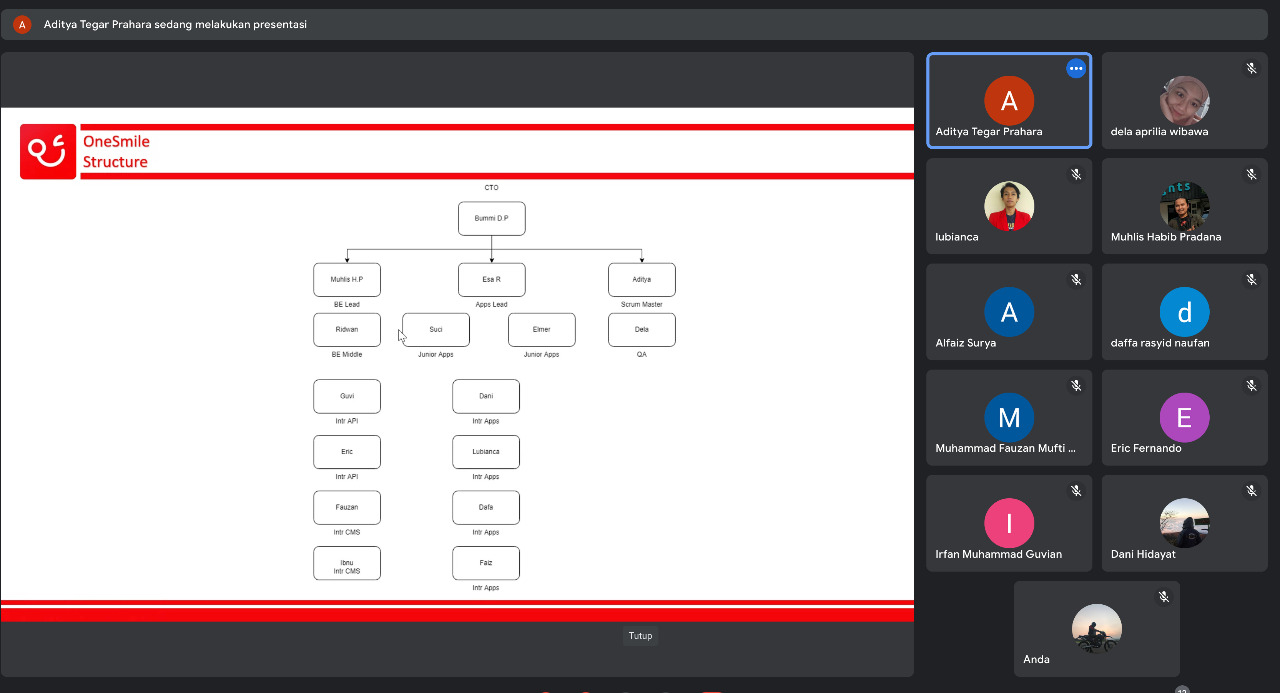 A
Aditya Tegar Prahara sedang melakukan presentasi
OneSmile
Structure
CTO
Bummi D.P
Muhlis H.P
Esa R
Aditya
BE Lead
Apps Lead
Scrum Master
Ridwan
Suci
Elmer
Dela
BE Middle
Junior Apps
Junior Apps
QA
Guvi
Dani
Intr API
Intr Apps
Eric
Lubianca
Intr API
Intr Apps
Fauzan
Dafa
Intr CMS
Intr Apps
Ibnu
Intr CMS
Faiz
Intr Apps
Tutup
A
Aditya Tegar Prahara
dela aprilia wibawa
lubianca
nts
Muhlis Habib Pradana
A
Alfaiz Surya
d
daffa rasyid naufan
M
Muhammad Fauzan Mufti ...
E
Eric Fernando
I
Irfan Muhammad Guvian
Dani Hidayat
Anda